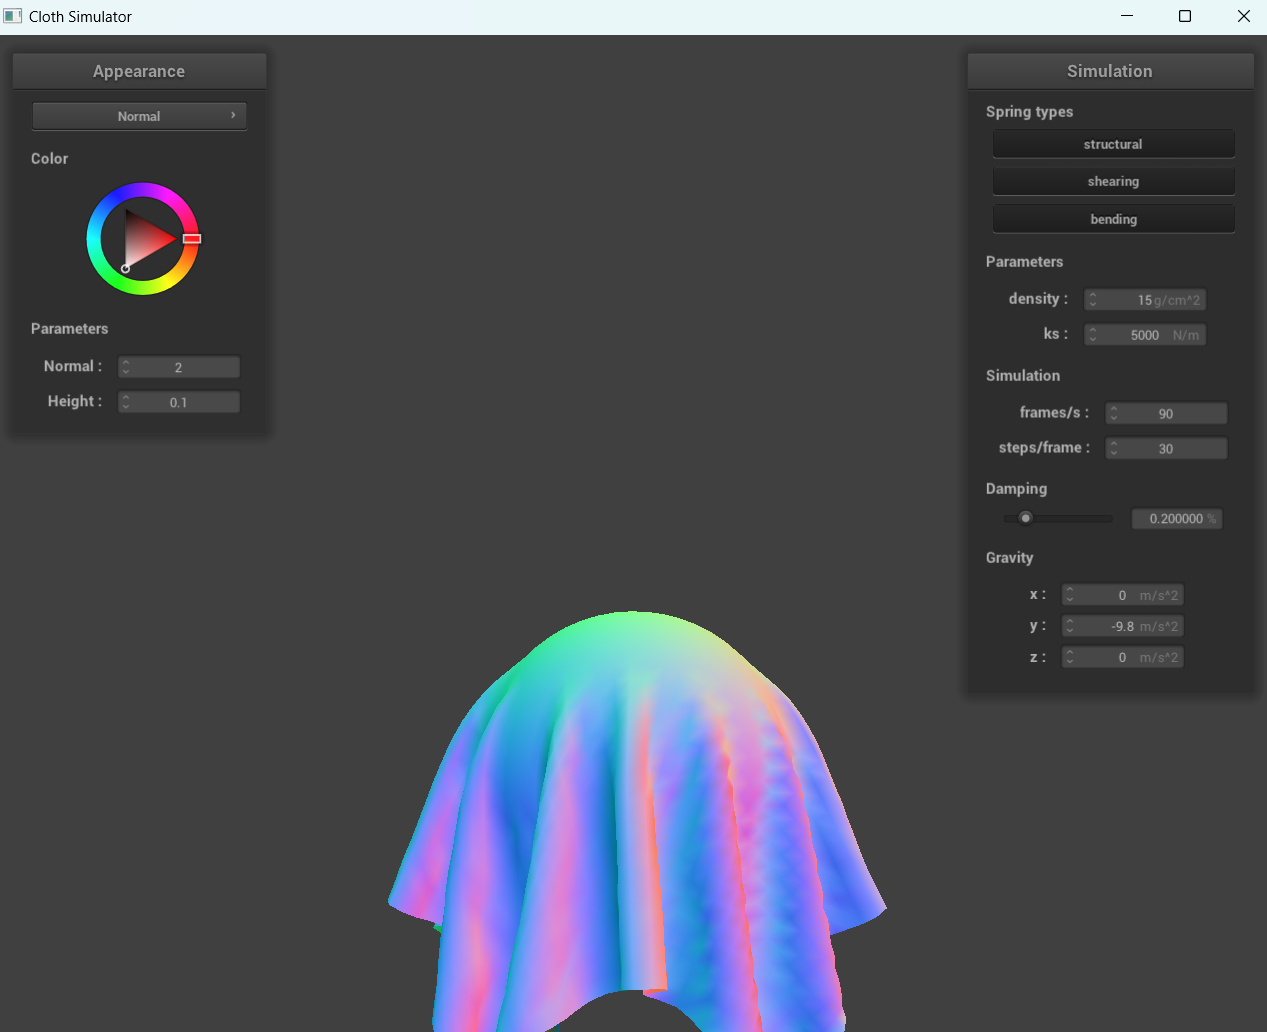 Cloth Simulator
Appearance
Normal
Color
Parameters
Normal : 2
Height : 0.1
Simulation
Spring types
structural
shearing
bending
Parameters
density : 15 g/cm^2
ks : 5000 N/m
Simulation
frames/s : 90
steps/frame : 30
Damping
0.200000 %
Gravity
x : 0 m/s^2
y : -9.8 m/s^2
z : 0 m/s^2